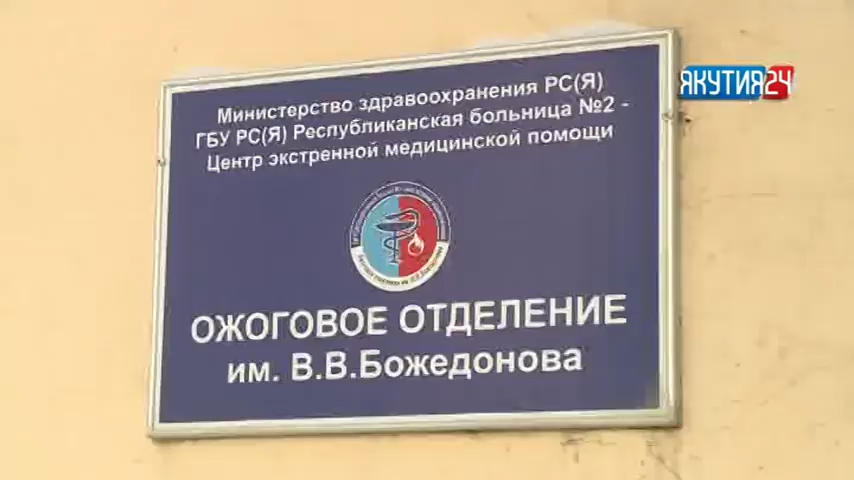 ЯКУТИЯ24
Министерство здравоохранения РС(Я)
ГБУ РС(Я) Республиканская больница №2 -
Центр экстренной медицинской помощи
ОЖОГОВОЕ ОТДЕЛЕНИЕ
им. В.В.Божедонова